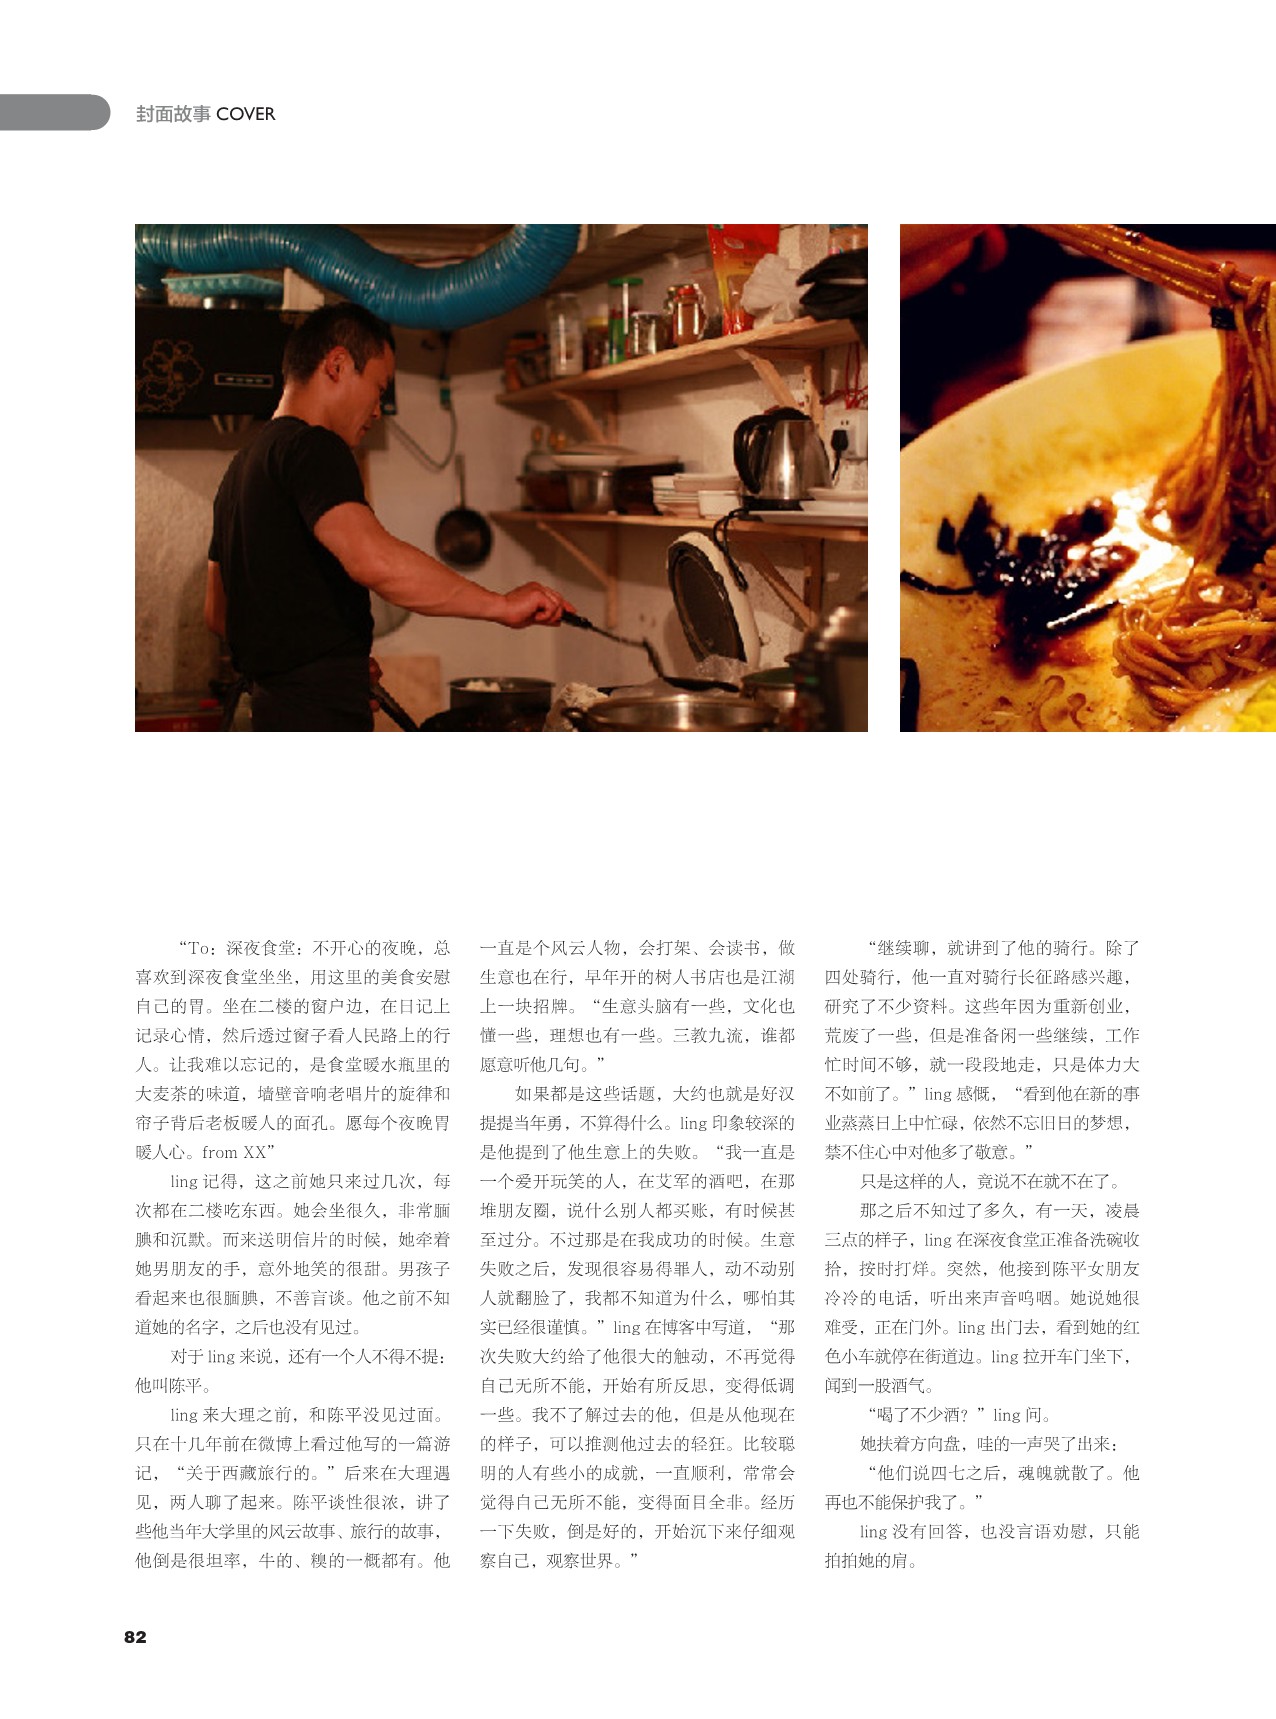 封面故事 COVER
“To：深夜食堂：不开心的夜晚，总
喜欢到深夜食堂坐坐，用这里的美食安慰
自己的胃。坐在二楼的窗户边，在日记上
记录心情，然后透过窗子看人民路上的行
人。让我难以忘记的，是食堂暖水瓶里的
大麦茶的味道，墙壁音响老唱片的旋律和
帘子背后老板暖人的面孔。愿每个夜晚胃
暖人心。from XX”
ling 记得，这之前她只来过几次，每
次都在二楼吃东西。她会坐很久，非常腼
腆和沉默。而来送明信片的时候，她牵着
她男朋友的手，意外地笑的很甜。男孩子
看起来也很腼腆，不善言谈。他之前不知
道她的名字，之后也没有见过。
对于 ling 来说，还有一个人不得不提：
他叫陈平。
ling 来大理之前，和陈平没见过面。
只在十几年前在微博上看过他写的一篇游
记，“关于西藏旅行的。”后来在大理遇
见，两人聊了起来。陈平谈性很浓，讲了
些他当年大学里的风云故事、旅行的故事，
他倒是很坦率，牛的、糗的一概都有。他
一直是个风云人物，会打架、会读书，做
生意也在行，早年开的树人书店也是江湖
上一块招牌。“生意头脑有一些，文化也
懂一些，理想也有一些。三教九流，谁都
愿意听他几句。”
如果都是这些话题，大约也就是好汉
提提当年勇，不算得什么。ling 印象较深的
是他提到了他生意上的失败。“我一直是
一个爱开玩笑的人，在艾军的酒吧，在那
堆朋友圈，说什么别人都买账，有时候甚
至过分。不过那是在我成功的时候。生意
失败之后，发现很容易得罪人，动不动别
人就翻脸了，我都不知道为什么，哪怕其
实已经很谨慎。”ling 在博客中写道，“那
次失败大约给了他很大的触动，不再觉得
自己无所不能，开始有所反思，变得低调
一些。我不了解过去的他，但是从他现在
的样子，可以推测他过去的轻狂。比较聪
明的人有些小的成就，一直顺利，常常会
觉得自己无所不能，变得面目全非。经历
一下失败，倒是好的，开始沉下来仔细观
察自己，观察世界。”
“继续聊，就讲到了他的骑行。除了
四处骑行，他一直对骑行长征路感兴趣，
研究了不少资料。这些年因为重新创业，
荒废了一些，但是准备闲一些继续，工作
忙时间不够，就一段段地走，只是体力大
不如前了。”ling 感慨，“看到他在新的事
业蒸蒸日上中忙碌，依然不忘旧日的梦想，
禁不住心中对他多了敬意。”
只是这样的人，竟说不在就不在了。
那之后不知过了多久，有一天，凌晨
三点的样子，ling 在深夜食堂正准备洗碗收
拾，按时打烊。突然，他接到陈平女朋友
冷冷的电话，听出来声音呜咽。她说她很
难受，正在门外。ling 出门去，看到她的红
色小车就停在街道边。ling 拉开车门坐下，
闻到一股酒气。
“喝了不少酒？”ling 问。
她扶着方向盘，哇的一声哭了出来：
“他们说四七之后，魂魄就散了。他
再也不能保护我了。”
ling 没有回答，也没言语劝慰，只能
拍拍她的肩。
82